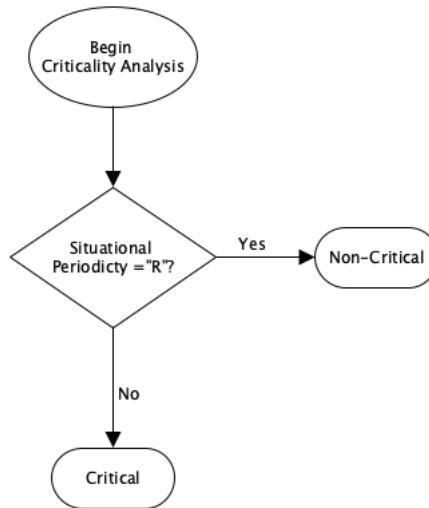 Begin
Criticality Analysis
Situational
Periodicty ="R"?
Yes
Non-Critical
No
Critical